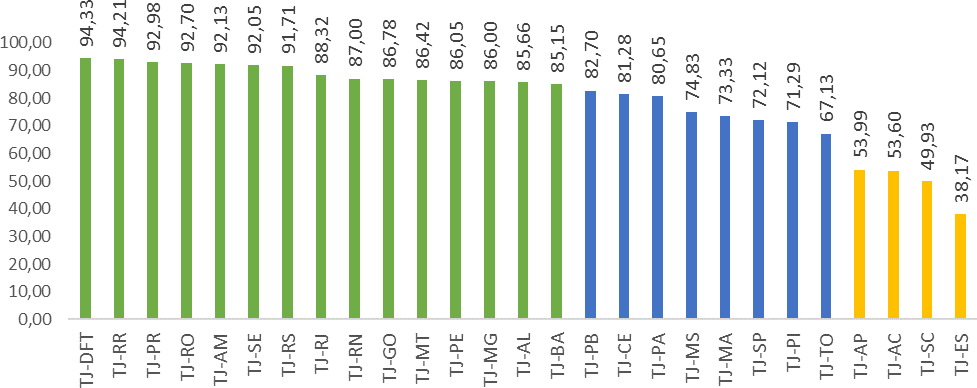 94,33
94,21
92,98
92,70
92,13
92,05
91,71
88,32
87,00
86,78
86,42
86,05
86,00
85,66
85,15
82,70
81,28
80,65
74,83
73,33
72,12
71,29
67,13
53,99
53,60
49,93
38,17
100,00
90,00
80,00
70,00
60,00
50,00
40,00
30,00
20,00
10,00
0,00
TJ-DFT
TJ-RR
TJ-PR
TJ-RO
TJ-AM
TJ-SE
TJ-RS
TJ-RJ
TJ-RN
TJ-GO
TJ-MT
TJ-PE
TJ-MG
TJ-AL
TJ-BA
TJ-PB
TJ-CE
TJ-PA
TJ-MS
TJ-MA
TJ-SP
TJ-PI
TJ-TO
TJ-AP
TJ-AC
TJ-SC
TJ-ES